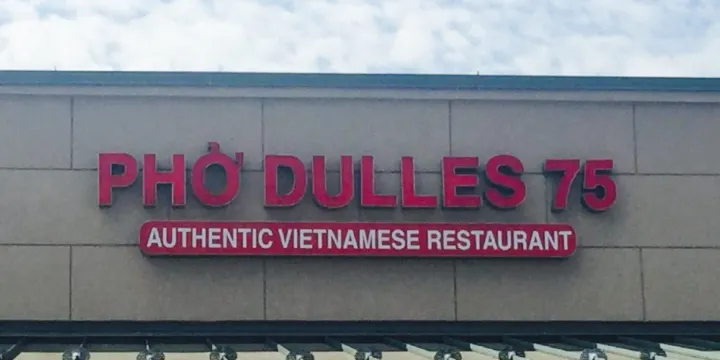 PHỞ DULLES 75
AUTHENTIC VIETNAMESE RESTAURANT